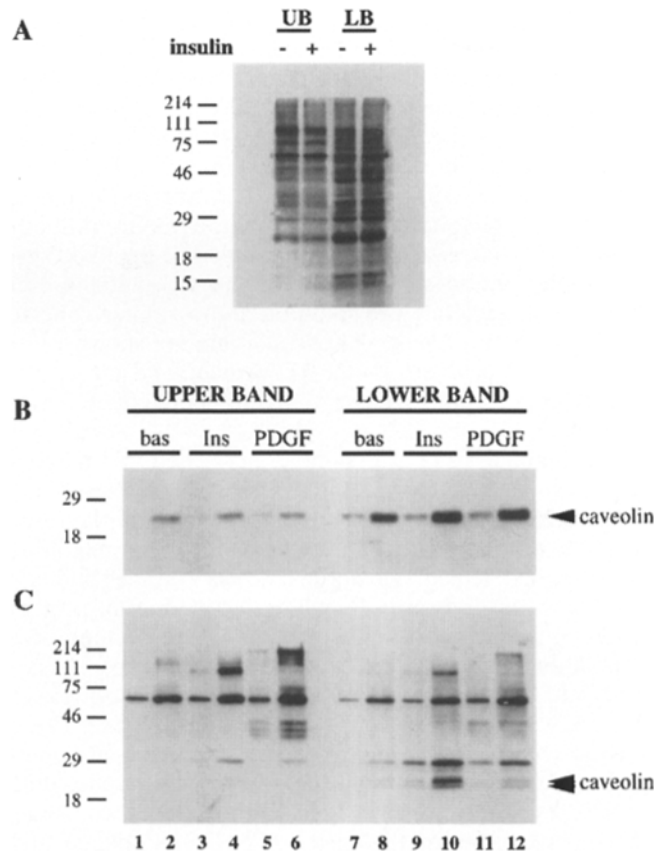 A
UB LB
insulin - + - +
214
111
75
46
29
18
15
B
UPPER BAND LOWER BAND
bas Ins PDGF bas Ins PDGF
29
18
caveolin
C
214
111
75
46
29
18
caveolin
1 2 3 4 5 6 7 8 9 10 11 12